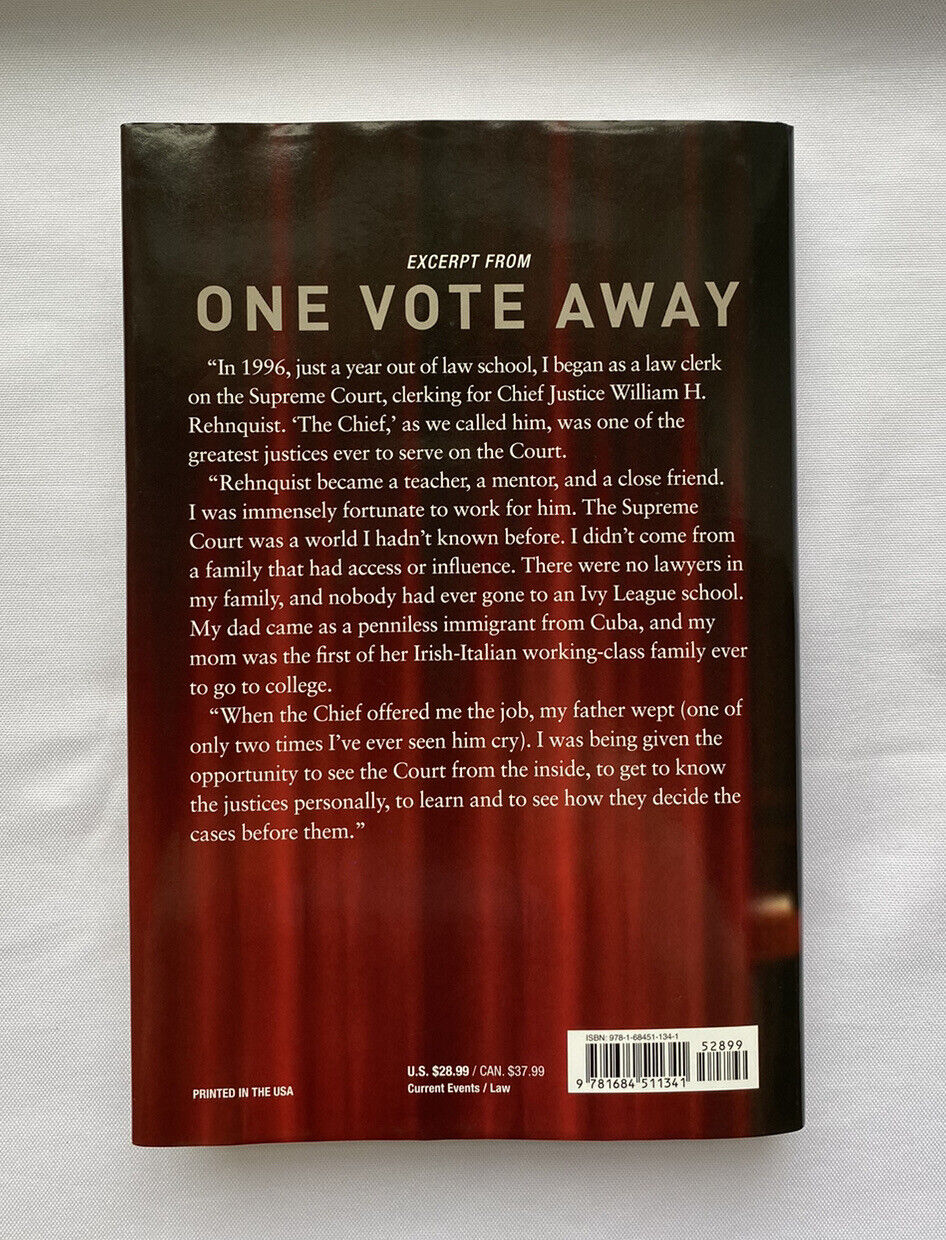 EXCERPT FROM
ONE VOTE AWAY
“In 1996, just a year out of law school, I began as a law clerk
on the Supreme Court, clerking for Chief Justice William H.
Rehnquist. ‘The Chief,’ as we called him, was one of the
greatest justices ever to serve on the Court.
“Rehnquist became a teacher, a mentor, and a close friend.
I was immensely fortunate to work for him. The Supreme
Court was a world I hadn’t known before. I didn’t come from
a family that had access or influence. There were no lawyers in
my family, and nobody had ever gone to an Ivy League school.
My dad came as a penniless immigrant from Cuba, and my
mom was the first of her Irish-Italian working-class family ever
to go to college.
“When the Chief offered me the job, my father wept (one of
only two times I’ve ever seen him cry). I was being given the
opportunity to see the Court from the inside, to get to know
the justices personally, to learn and to see how they decide the
cases before them.”
PRINTED IN THE USA
U.S. $28.99 / CAN. $37.99
Current Events / Law
ISBN: 978-1-68451-134-1
52899
9 781684 511341